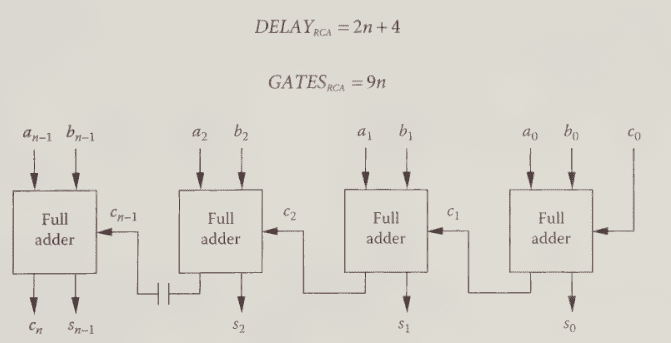 DELAY_RCA = 2n + 4
GATES_RCA = 9n
a_{n–1} b_{n–1} a_2 b_2 a_1 b_1 a_0 b_0 c_0
Full adder c_{n–1} Full adder c_2 Full adder c_1 Full adder
c_n s_{n–1} s_2 s_1 s_0